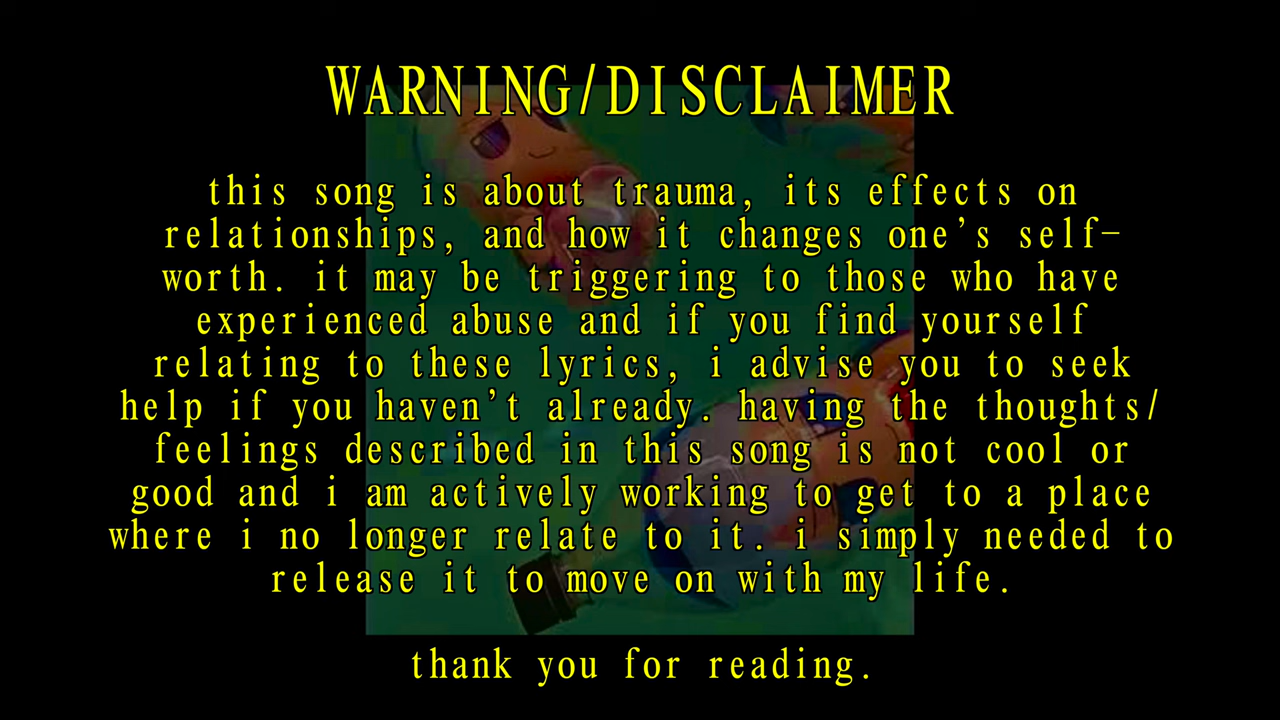 WARNING/DISCLAIMER
this song is about trauma, its effects on
relationships, and how it changes one’s self–
worth. it may be triggering to those who have
experienced abuse and if you find yourself
relating to these lyrics, i advise you to seek
help if you haven’t already. having the thoughts/
feelings described in this song is not cool or
good and i am actively working to get to a place
where i no longer relate to it. i simply needed to
release it to move on with my life.
thank you for reading.